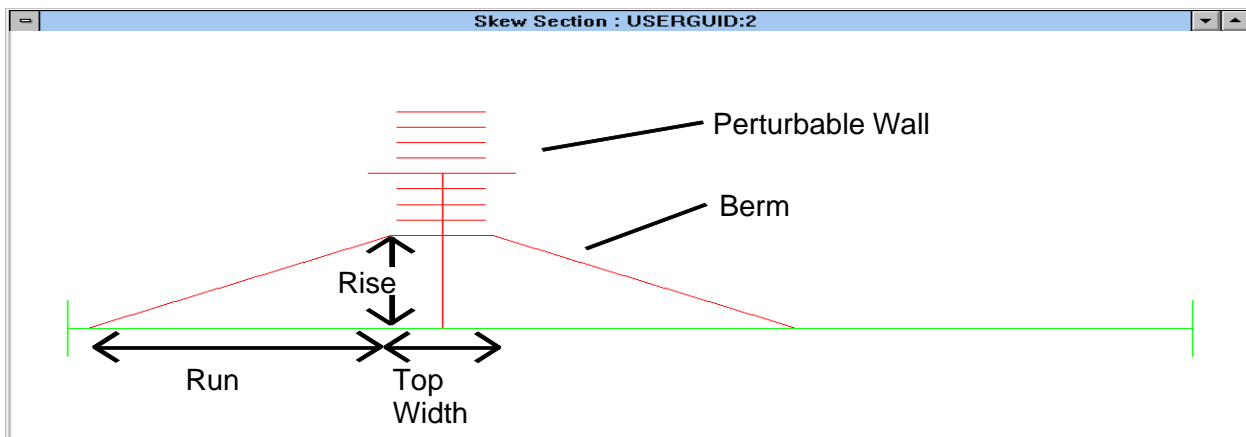 Skew Section : USERGUID:2
Perturbable Wall
Berm
Rise
Run
Top
Width